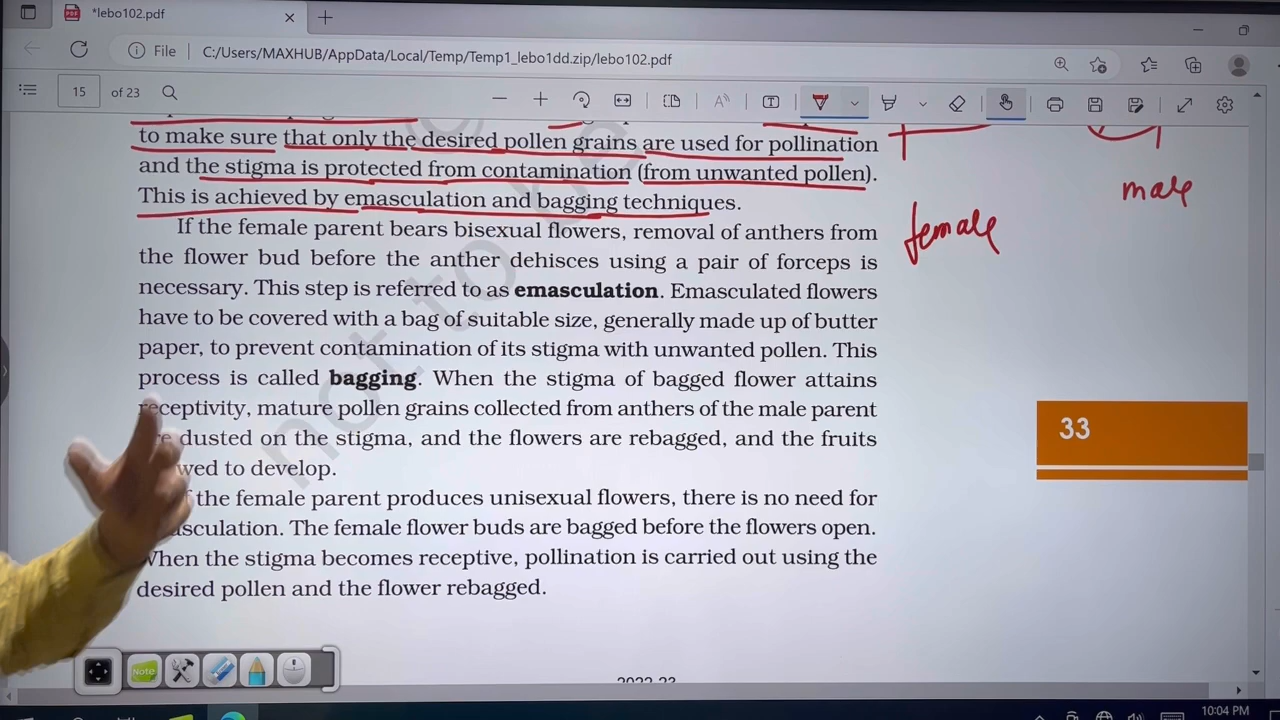 *lebo102.pdf
File C:/Users/MAXHUB/AppData/Local/Temp/Temp1_lebo1dd.zip/lebo102.pdf
15 of 23
to make sure that only the desired pollen grains are used for pollination
and the stigma is protected from contamination (from unwanted pollen).
This is achieved by emasculation and bagging techniques.
male
female
If the female parent bears bisexual flowers, removal of anthers from
the flower bud before the anther dehisces using a pair of forceps is
necessary. This step is referred to as emasculation. Emasculated flowers
have to be covered with a bag of suitable size, generally made up of butter
paper, to prevent contamination of its stigma with unwanted pollen. This
process is called bagging. When the stigma of bagged flower attains
receptivity, mature pollen grains collected from anthers of the male parent
dusted on the stigma, and the flowers are rebagged, and the fruits
wed to develop.
33
the female parent produces unisexual flowers, there is no need for
sculation. The female flower buds are bagged before the flowers open.
When the stigma becomes receptive, pollination is carried out using the
desired pollen and the flower rebagged.
not to be
Note
10:04 PM